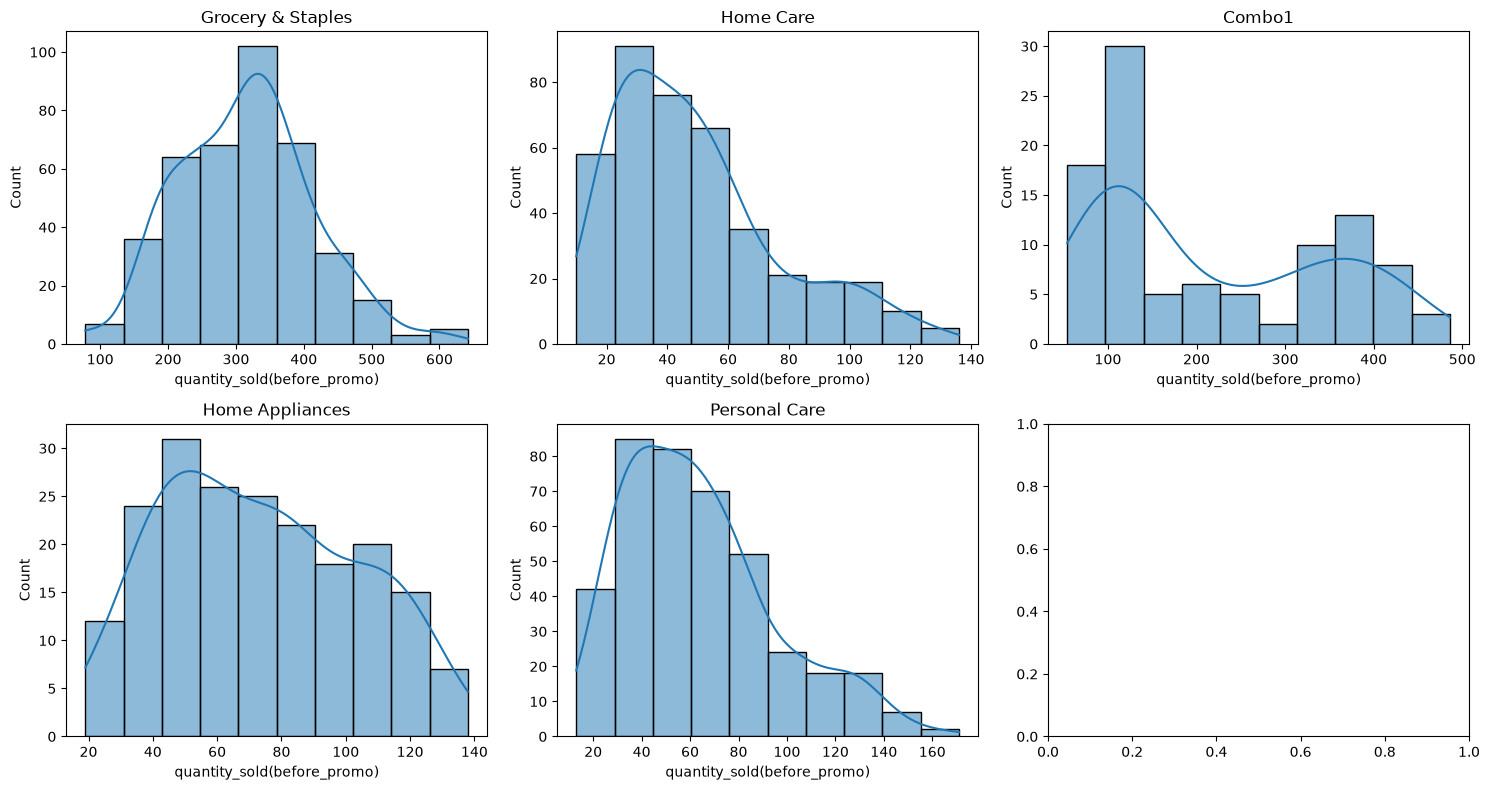 Grocery & Staples
100
80
60
40
20
0
Count
100 200 300 400 500 600
quantity_sold(before_promo)
Home Care
80
60
40
20
0
Count
20 40 60 80 100 120 140
quantity_sold(before_promo)
Combo1
30
25
20
15
10
5
0
Count
100 200 300 400 500
quantity_sold(before_promo)
Home Appliances
30
25
20
15
10
5
0
Count
20 40 60 80 100 120 140
quantity_sold(before_promo)
Personal Care
80
70
60
50
40
30
20
10
0
Count
20 40 60 80 100 120 140 160
quantity_sold(before_promo)
1.0
0.8
0.6
0.4
0.2
0.0
0.0 0.2 0.4 0.6 0.8 1.0